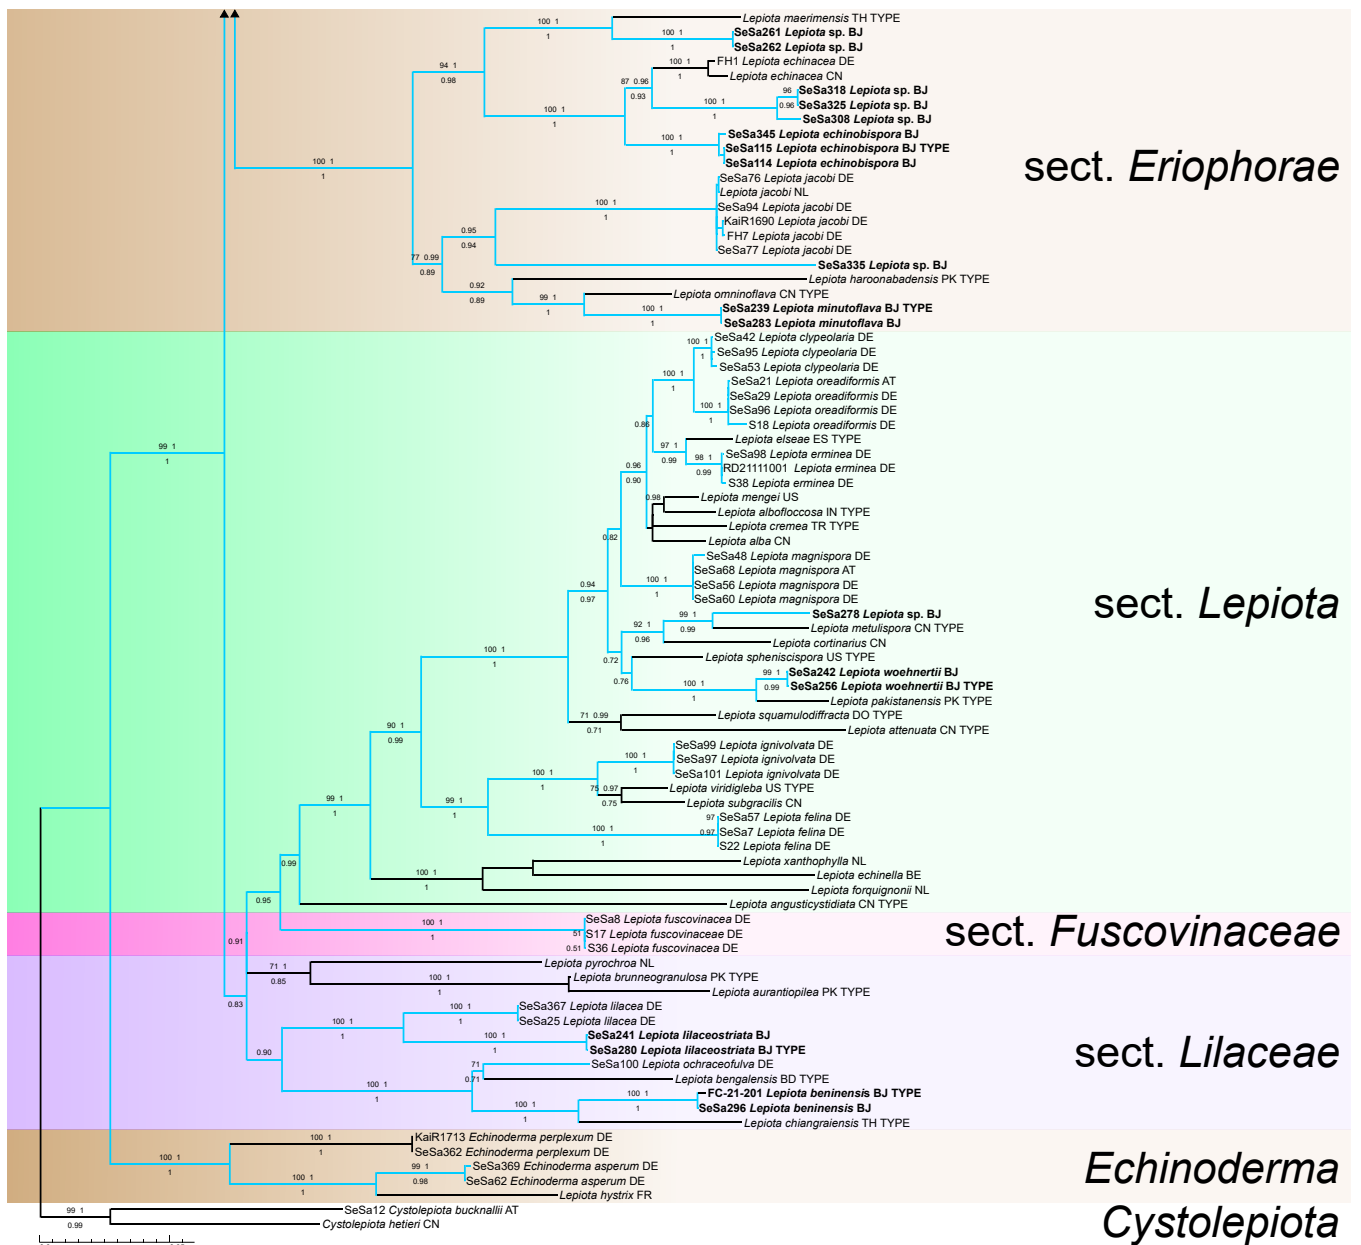 Lepiota maerimensis TH TYPE
100 1
1
SeSa261 Lepiota sp. BJ
100 1
1
SeSa262 Lepiota sp. BJ
94 1
0.98
FH1 Lepiota echinacea DE
100 1
1
Lepiota echinacea CN
87 0.96
0.93
SeSa318 Lepiota sp. BJ
96
0.96
SeSa325 Lepiota sp. BJ
100 1
1
SeSa308 Lepiota sp. BJ
100 1
1
SeSa345 Lepiota echinobispora BJ
100 1
1
SeSa115 Lepiota echinobispora BJ TYPE
SeSa114 Lepiota echinobispora BJ
sect. Eriophorae
100 1
1
SeSa76 Lepiota jacobi DE
Lepiota jacobi NL
100 1
1
SeSa94 Lepiota jacobi DE
KaiR1690 Lepiota jacobi DE
0.95
0.94
FH7 Lepiota jacobi DE
SeSa77 Lepiota jacobi DE
77 0.99
0.89
SeSa335 Lepiota sp. BJ
Lepiota haroonabadensis PK TYPE
0.92
0.89
Lepiota omninoflava CN TYPE
99 1
1
SeSa239 Lepiota minutoflava BJ TYPE
100 1
1
SeSa283 Lepiota minutoflava BJ
SeSa42 Lepiota clypeolaria DE
100 1
1
SeSa95 Lepiota clypeolaria DE
SeSa53 Lepiota clypeolaria DE
100 1
1
SeSa21 Lepiota oreadiformis AT
SeSa29 Lepiota oreadiformis DE
100 1
1
SeSa96 Lepiota oreadiformis DE
S18 Lepiota oreadiformis DE
0.86
Lepiota elseae ES TYPE
97 1
0.99
SeSa98 Lepiota erminea DE
98 1
0.99
RD21111001 Lepiota erminea DE
S38 Lepiota erminea DE
99 1
1
0.96
0.90
Lepiota mengei US
0.98
Lepiota albofloccosa IN TYPE
Lepiota cremea TR TYPE
Lepiota alba CN
0.82
SeSa48 Lepiota magnispora DE
SeSa68 Lepiota magnispora AT
100 1
1
SeSa56 Lepiota magnispora DE
SeSa60 Lepiota magnispora DE
0.94
0.97
sect. Lepiota
SeSa278 Lepiota sp. BJ
99 1
0.99
Lepiota metulispora CN TYPE
92 1
0.96
Lepiota cortinarius CN
0.72
Lepiota spheniscispora US TYPE
100 1
1
SeSa242 Lepiota woehnertii BJ
99 1
0.99
SeSa256 Lepiota woehnertii BJ TYPE
0.76
100 1
1
Lepiota pakistanensis PK TYPE
71 0.99
0.71
Lepiota squamulodiffracta DO TYPE
Lepiota attenuata CN TYPE
90 1
0.99
SeSa99 Lepiota ignivolvata DE
100 1
1
SeSa97 Lepiota ignivolvata DE
SeSa101 Lepiota ignivolvata DE
100 1
1
75 0.97
0.75
Lepiota viridigleba US TYPE
Lepiota subgracilis CN
99 1
1
99 1
1
SeSa57 Lepiota felina DE
97
0.97
SeSa7 Lepiota felina DE
100 1
1
S22 Lepiota felina DE
0.99
Lepiota xanthophylla NL
100 1
1
Lepiota echinella BE
Lepiota forquignonii NL
0.95
Lepiota angusticystidiata CN TYPE
SeSa8 Lepiota fuscovinacea DE
100 1
1
S17 Lepiota fuscovinaceae DE
51
0.51
S36 Lepiota fuscovinacea DE
sect. Fuscovinaceae
0.91
71 1
0.85
Lepiota pyrochroa NL
100 1
1
Lepiota brunneogranulosa PK TYPE
Lepiota aurantiopilea PK TYPE
0.83
SeSa367 Lepiota lilacea DE
100 1
1
SeSa25 Lepiota lilacea DE
100 1
1
SeSa241 Lepiota lilaceostriata BJ
100 1
1
SeSa280 Lepiota lilaceostriata BJ TYPE
sect. Lilaceae
0.90
SeSa100 Lepiota ochraceofulva DE
71
0.71
Lepiota bengalensis BD TYPE
100 1
1
FC-21-201 Lepiota beninensis BJ TYPE
100 1
1
SeSa296 Lepiota beninensis BJ
100 1
1
Lepiota chiangraiensis TH TYPE
KaiR1713 Echinoderma perplexum DE
100 1
1
SeSa362 Echinoderma perplexum DE
100 1
1
SeSa369 Echinoderma asperum DE
99 1
0.98
SeSa62 Echinoderma asperum DE
100 1
1
Lepiota hystrix FR
Echinoderma
SeSa12 Cystolepiota bucknallii AT
99 1
0.99
Cystolepiota hetieri CN
Cystolepiota